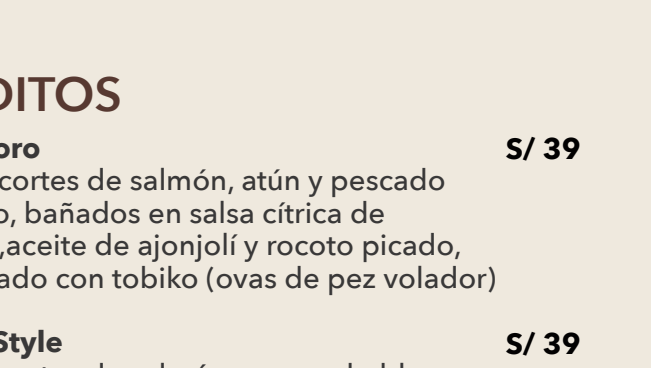 DITOS
oro S/ 39
cortes de salmón, atún y pescado
o, bañados en salsa cítrica de
,aceite de ajonjolí y rocoto picado,
ado con tobiko (ovas de pez volador)
Style S/ 39